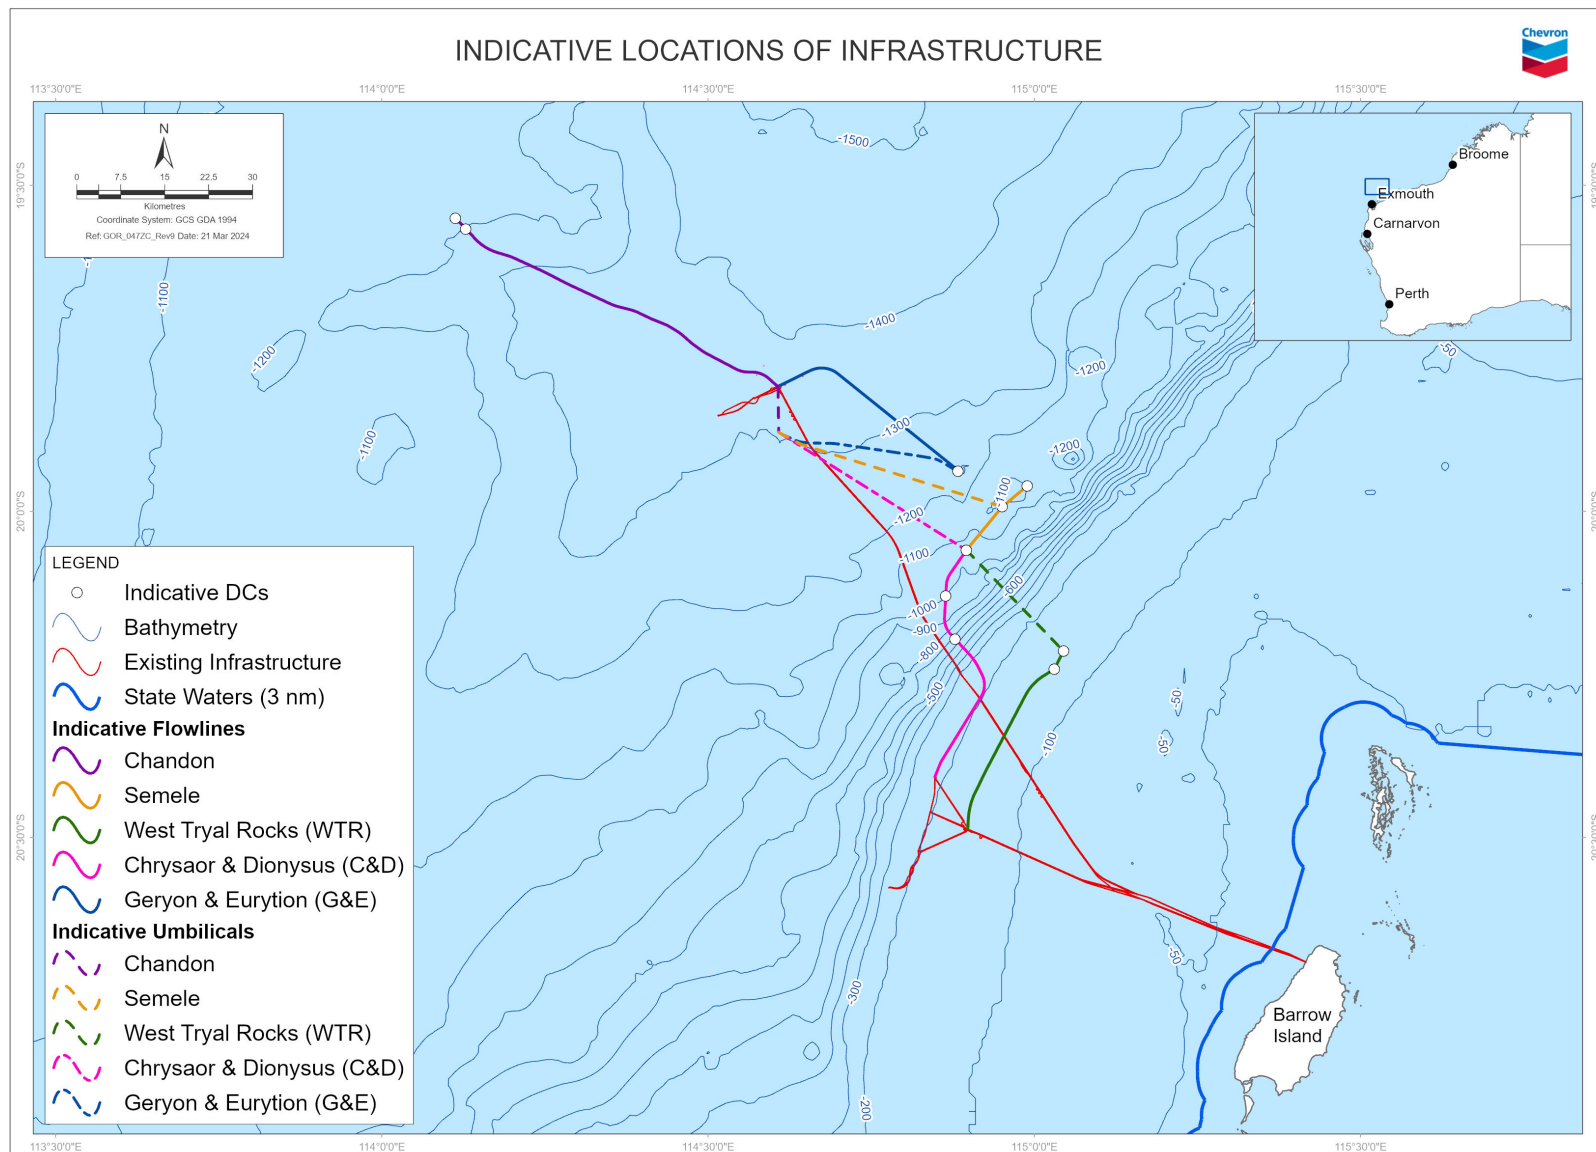 INDICATIVE LOCATIONS OF INFRASTRUCTURE
Chevron
113°30'0"E
114°0'0"E
114°30'0"E
115°0'0"E
115°30'0"E
19°30'0"S
20°0'0"S
20°30'0"S
N
0 7.5 15 22.5 30
Kilometres
Coordinate System: GCS GDA 1994
Ref: GOR_047ZC_Rev9 Date: 21 Mar 2024
Broome
Exmouth
Carnarvon
Perth
-1500
-1100
-1400
-1200
-1200
-50
-1100
-1300
-1200
-1100
-1200
-1100
-600
-1000
-900
-800
-500
-50
-50
-100
-50
-300
-200
LEGEND
Indicative DCs
Bathymetry
Existing Infrastructure
State Waters (3 nm)
Indicative Flowlines
Chandon
Semele
West Tryal Rocks (WTR)
Chrysaor & Dionysus (C&D)
Geryon & Eurytion (G&E)
Indicative Umbilicals
Chandon
Semele
West Tryal Rocks (WTR)
Chrysaor & Dionysus (C&D)
Geryon & Eurytion (G&E)
Barrow
Island
113°30'0"E
114°0'0"E
114°30'0"E
115°0'0"E
115°30'0"E